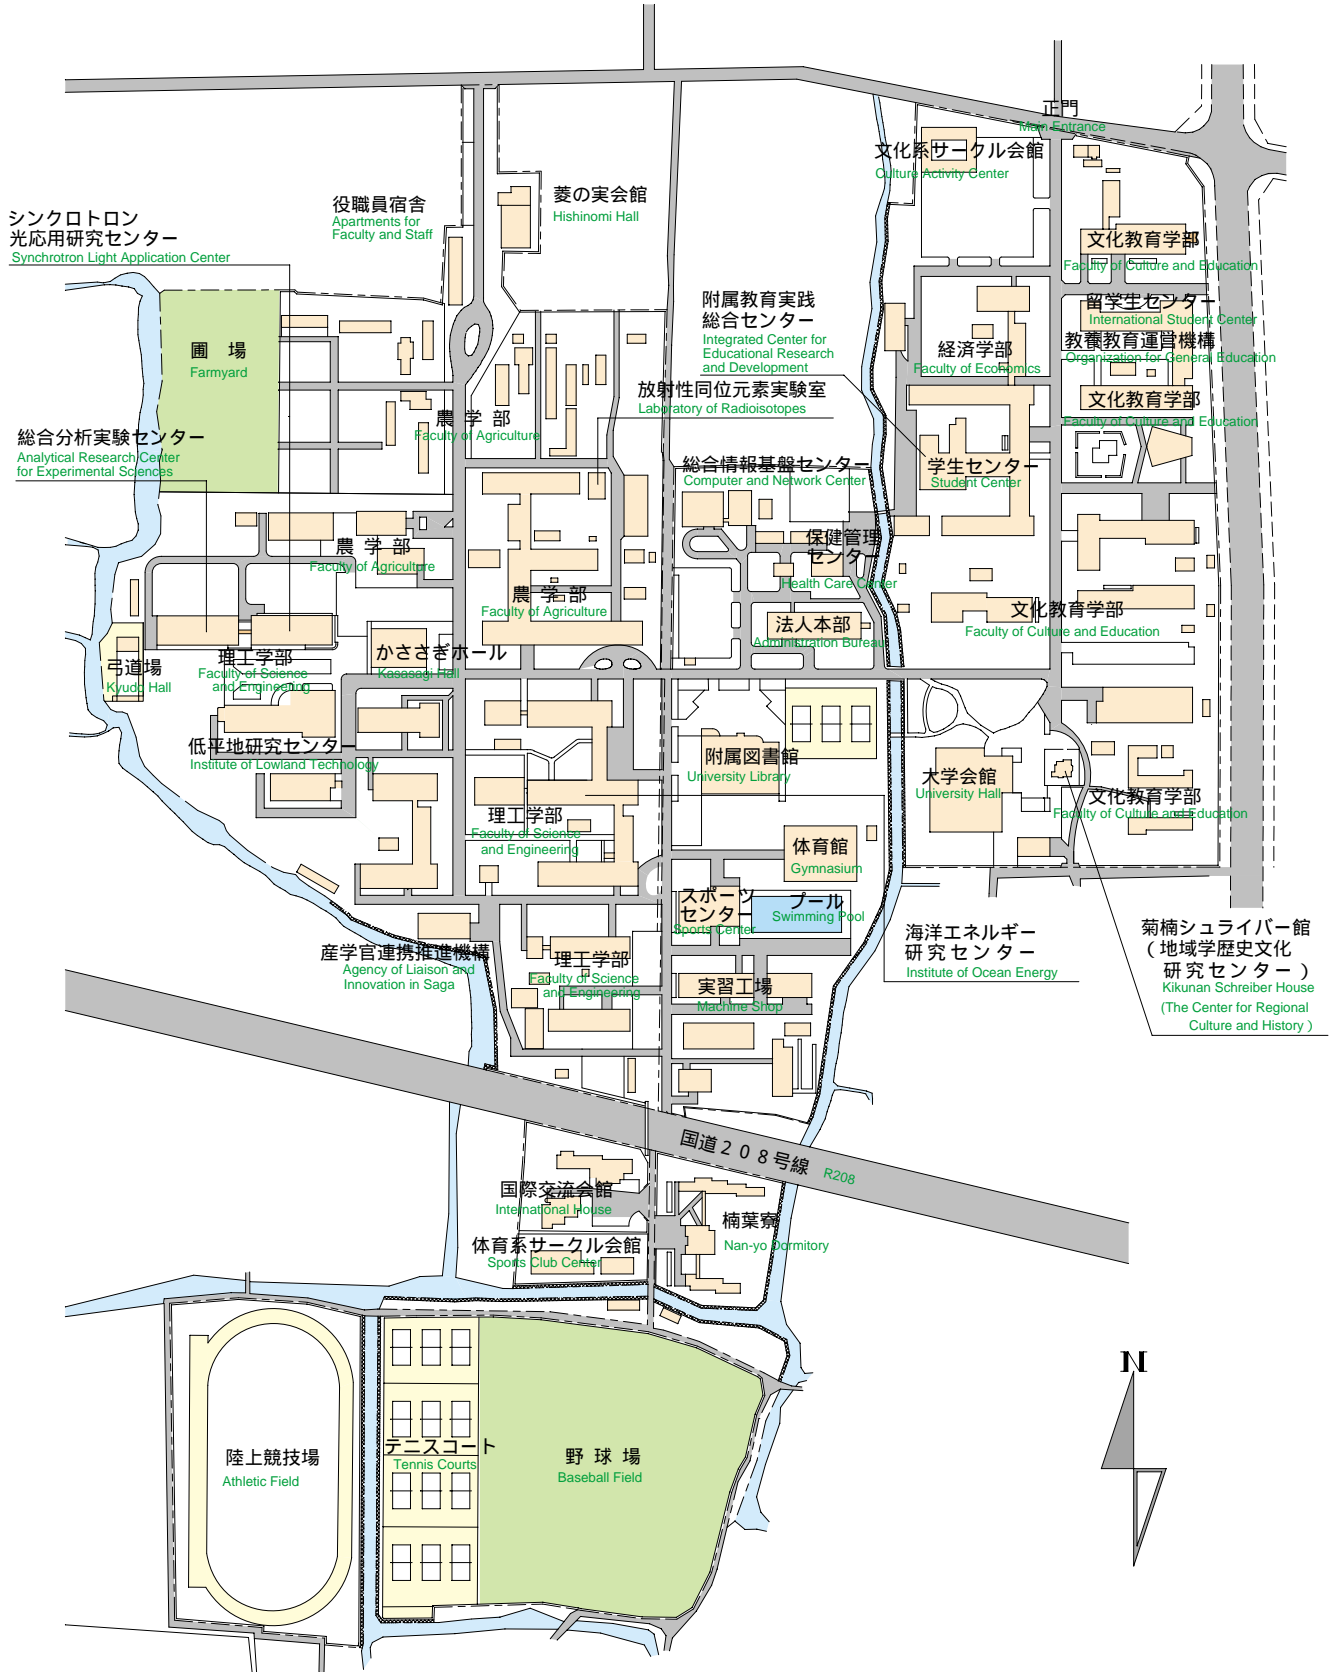 正門
Main Entrance
文化系サークル会館
Culture Activity Center
役職員宿舎
Apartments for
Faculty and Staff
菱の実会館
Hishinomi Hall
シンクロトロン
光応用研究センター
Synchrotron Light Application Center
文化教育学部
Faculty of Culture and Education
附属教育実践
総合センター
Integrated Center for
Educational Research
and Development
留学生センター
International Student Center
圃 場
Farmyard
経済学部
Faculty of Economics
教養教育運営機構
Organization for General Education
放射性同位元素実験室
Laboratory of Radioisotopes
文化教育学部
Faculty of Culture and Education
農 学 部
Faculty of Agriculture
総合分析実験センター
Analytical Research Center
for Experimental Sciences
総合情報基盤センター
Computer and Network Center
学生センター
Student Center
農 学 部
Faculty of Agriculture
保健管理
センター
Health Care Center
農 学 部
Faculty of Agriculture
法人本部
Administration Bureau
文化教育学部
Faculty of Culture and Education
弓道場
Kyudo Hall
理工学部
Faculty of Science
and Engineering
かささぎホール
Kasasagi Hall
低平地研究センター
Institute of Lowland Technology
附属図書館
University Library
大学会館
University Hall
文化教育学部
Faculty of Culture and Education
理工学部
Faculty of Science
and Engineering
体育館
Gymnasium
スポーツ
センター
Sports Center
プール
Swimming Pool
海洋エネルギー
研究センター
Institute of Ocean Energy
菊楠シュライバー館
(地域学歴史文化
研究センター)
Kikunan Schreiber House
(The Center for Regional
Culture and History )
産学官連携推進機構
Agency of Liaison and
Innovation in Saga
理工学部
Faculty of Science
and Engineering
実習工場
Machine Shop
国道208号線 R208
国際交流会館
International House
楠葉寮
Nan-yo Dormitory
体育系サークル会館
Sports Club Center
N
陸上競技場
Athletic Field
テニスコート
Tennis Courts
野 球 場
Baseball Field